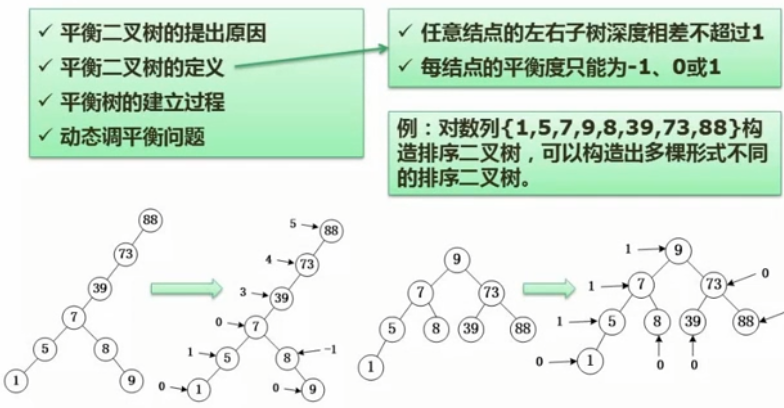 ✓ 平衡二叉树的提出原因
✓ 平衡二叉树的定义
✓ 平衡树的建立过程
✓ 动态调平衡问题
✓ 任意结点的左右子树深度相差不超过1
✓ 每结点的平衡度只能为-1、0或1
例：对数列{1,5,7,9,8,39,73,88}构
造排序二叉树，可以构造出多棵形式不同
的排序二叉树。
88
73
39
7
5 8
1 9
5 88
4 73
3 39
0 7
1 5 8 -1
0 1 0 9
9
7 73
5 8 39 88
1
1 9
1 7 73 0
1 5 8 39 88
0 1 0 0